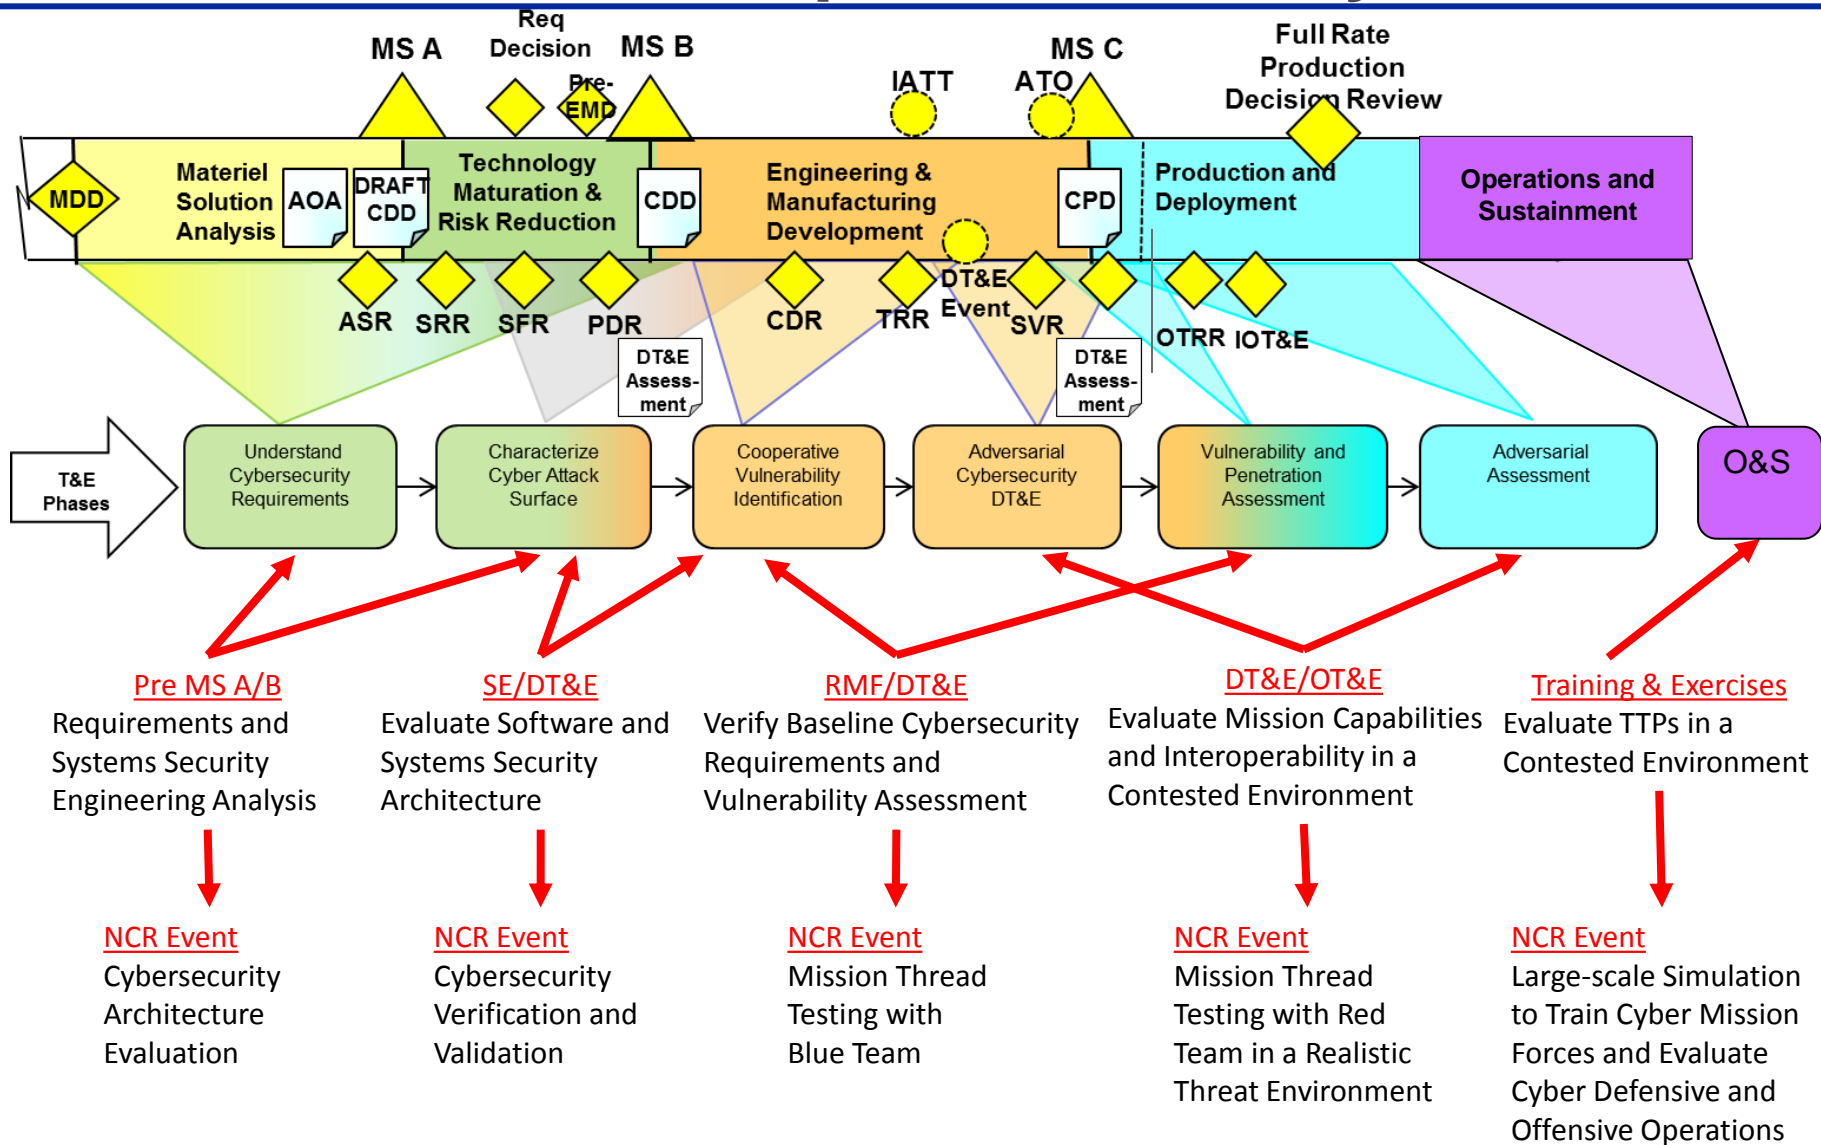 Req
Decision
MS A
MS B
Pre-
EMD
IATT
ATO
MS C
Full Rate
Production
Decision Review
MDD
Materiel
Solution
Analysis
AOA
DRAFT
CDD
Technology
Maturation &
Risk Reduction
CDD
Engineering &
Manufacturing
Development
CPD
Production and
Deployment
Operations and
Sustainment
ASR
SRR
SFR
PDR
CDR
TRR
DT&E
Event
SVR
OTRR
IOT&E
DT&E
Assess-
ment
DT&E
Assess-
ment
T&E
Phases
Understand
Cybersecurity
Requirements
Characterize
Cyber Attack
Surface
Cooperative
Vulnerability
Identification
Adversarial
Cybersecurity
DT&E
Vulnerability and
Penetration
Assessment
Adversarial
Assessment
O&S
Pre MS A/B
Requirements and
Systems Security
Engineering Analysis
SE/DT&E
Evaluate Software and
Systems Security
Architecture
RMF/DT&E
Verify Baseline Cybersecurity
Requirements and
Vulnerability Assessment
DT&E/OT&E
Evaluate Mission Capabilities
and Interoperability in a
Contested Environment
Training & Exercises
Evaluate TTPs in a
Contested Environment
NCR Event
Cybersecurity
Architecture
Evaluation
NCR Event
Cybersecurity
Verification and
Validation
NCR Event
Mission Thread
Testing with
Blue Team
NCR Event
Mission Thread
Testing with Red
Team in a Realistic
Threat Environment
NCR Event
Large-scale Simulation
to Train Cyber Mission
Forces and Evaluate
Cyber Defensive and
Offensive Operations